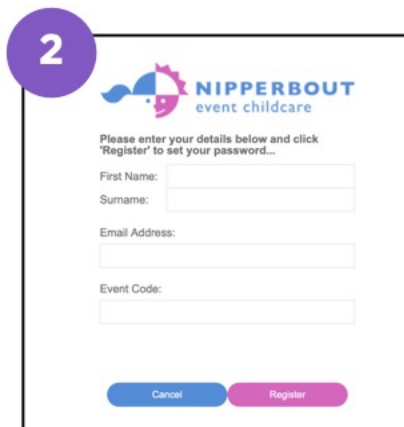 2
NIPPERBOUT
event childcare
Please enter your details below and click
'Register' to set your password...
First Name:
Surname:
Email Address:
Event Code:
Cancel
Register